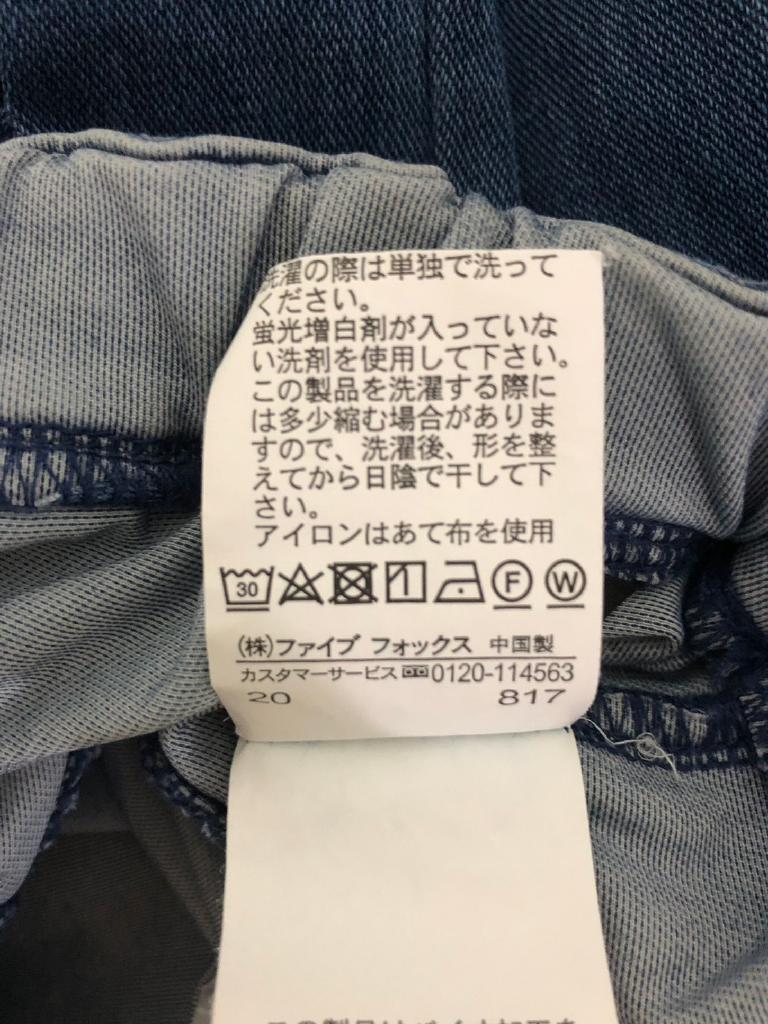 洗濯の際は単独で洗って
ください。
蛍光増白剤が入っていな
い洗剤を使用して下さい。
この製品を洗濯する際に
は多少縮む場合がありま
すので、洗濯後、形を整
えてから日陰で干して下
さい。
アイロンはあて布を使用
30 F W
(株)ファイブ フォックス 中国製
カスタマーサービス 0120-114563
20 817